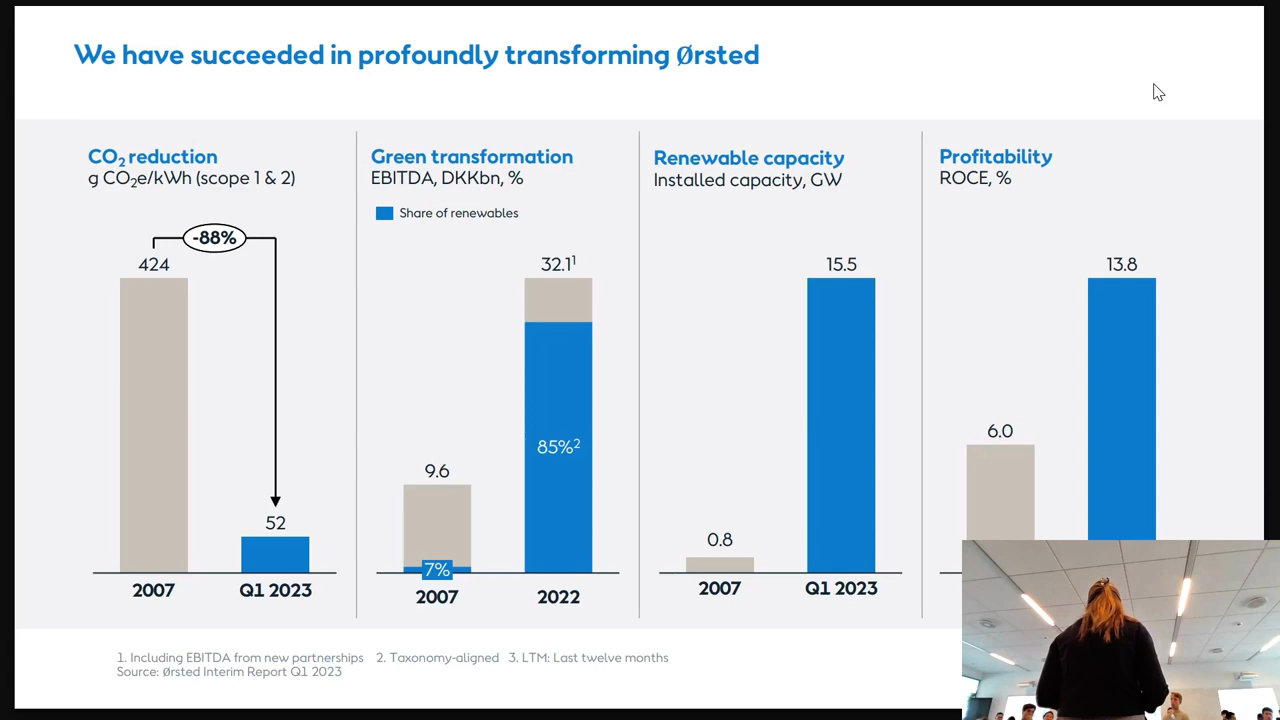 We have succeeded in profoundly transforming Ørsted
CO₂ reduction
g CO₂e/kWh (scope 1 & 2)
-88%
424
52
2007
Q1 2023
Green transformation
EBITDA, DKKbn, %
Share of renewables
32.1¹
9.6
85%²
7%
2007
2022
Renewable capacity
Installed capacity, GW
15.5
0.8
2007
Q1 2023
Profitability
ROCE, %
13.8
6.0
1. Including EBITDA from new partnerships 2. Taxonomy-aligned 3. LTM: Last twelve months
Source: Ørsted Interim Report Q1 2023